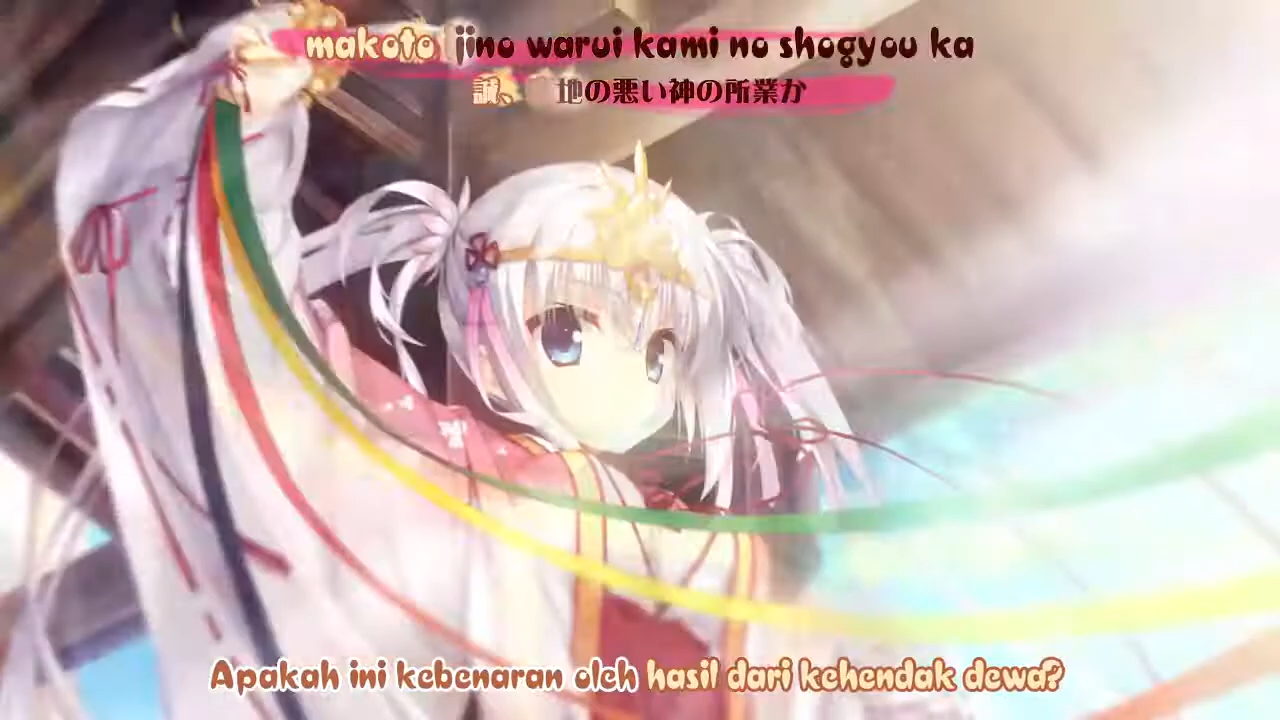 makoto jino warui kami no shogyou ka
誠、 地の悪い神の所業か
Apakah ini kebenaran oleh hasil dari kehendak dewa?